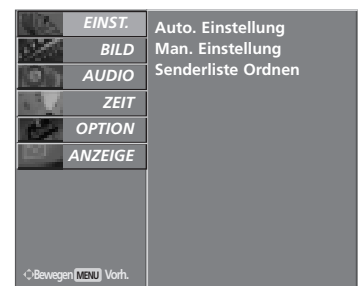 EINST.
BILD
AUDIO
ZEIT
OPTION
ANZEIGE
Auto. Einstellung
Man. Einstellung
Senderliste Ordnen
Bewegen MENU Vorh.